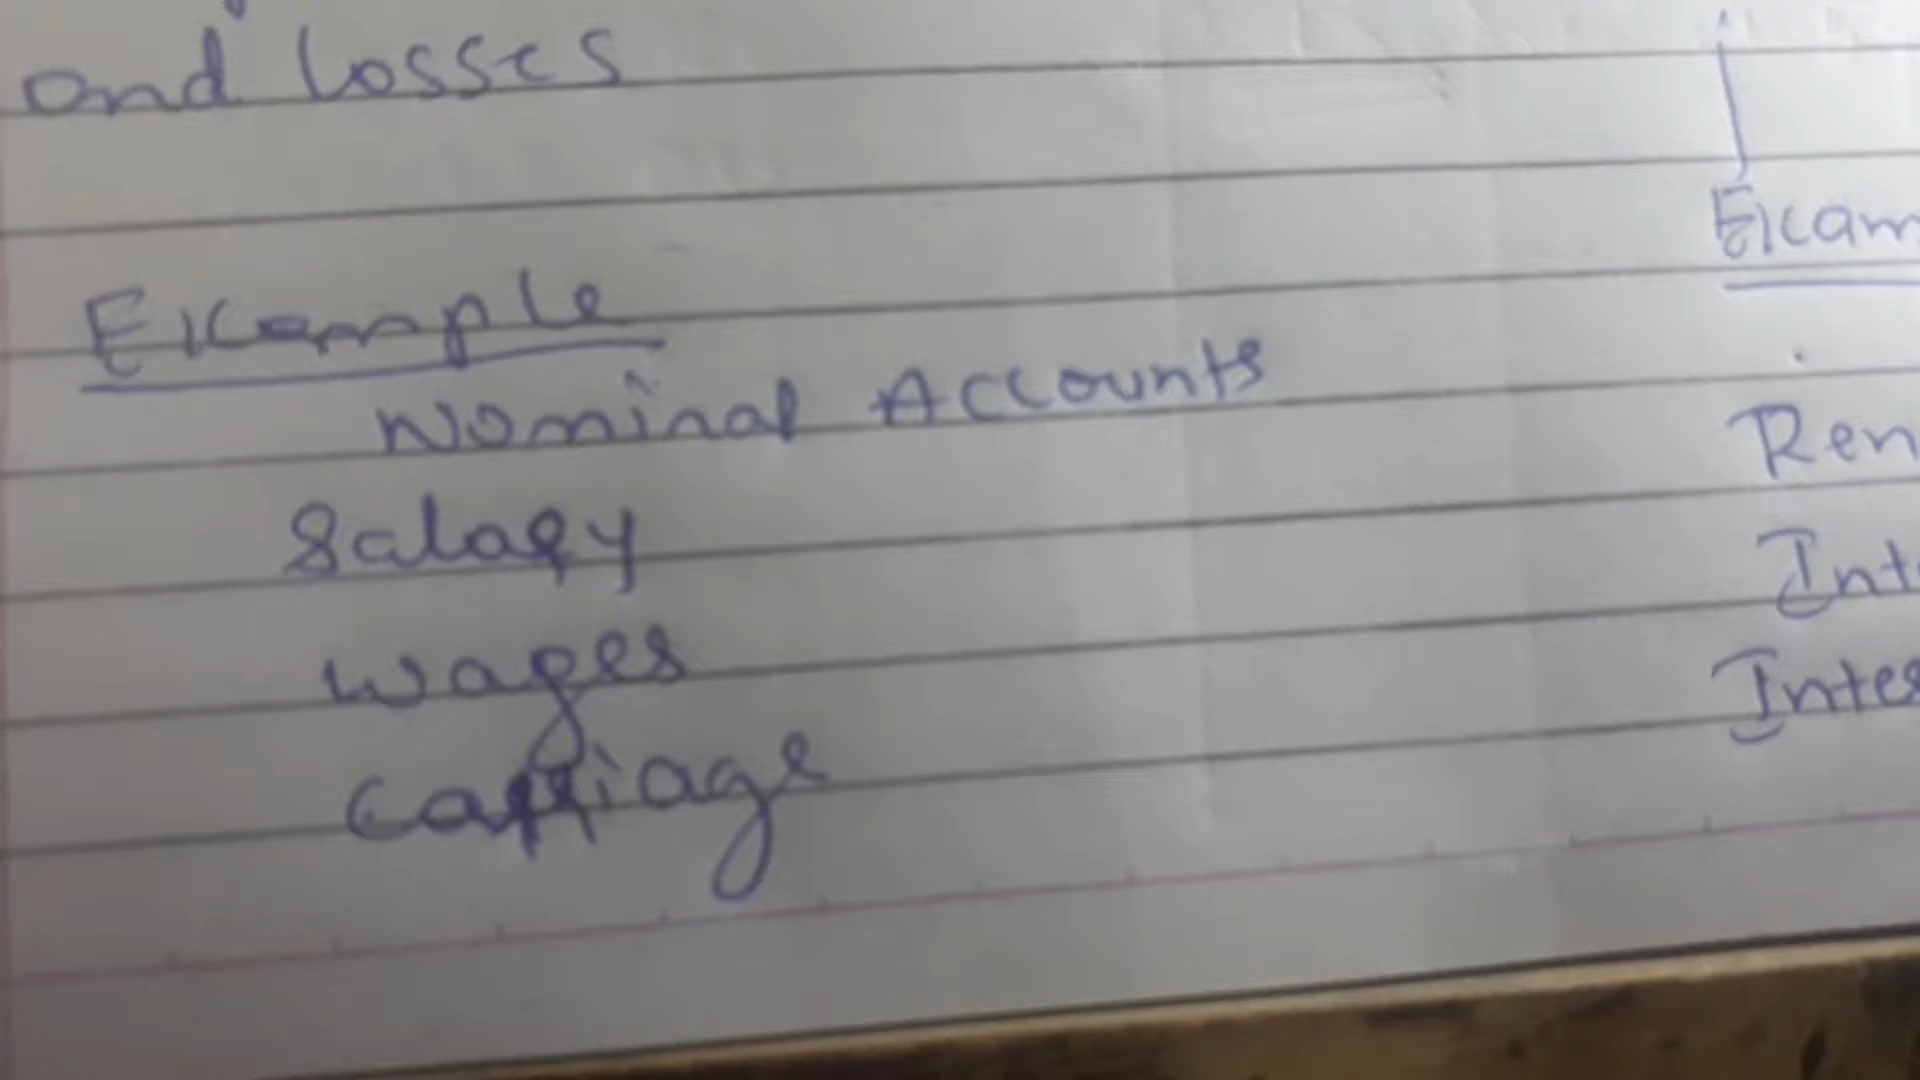 and losses
Example
Nominal Accounts
Salary
wages
carriage
Exam
Ren
Int
Inte